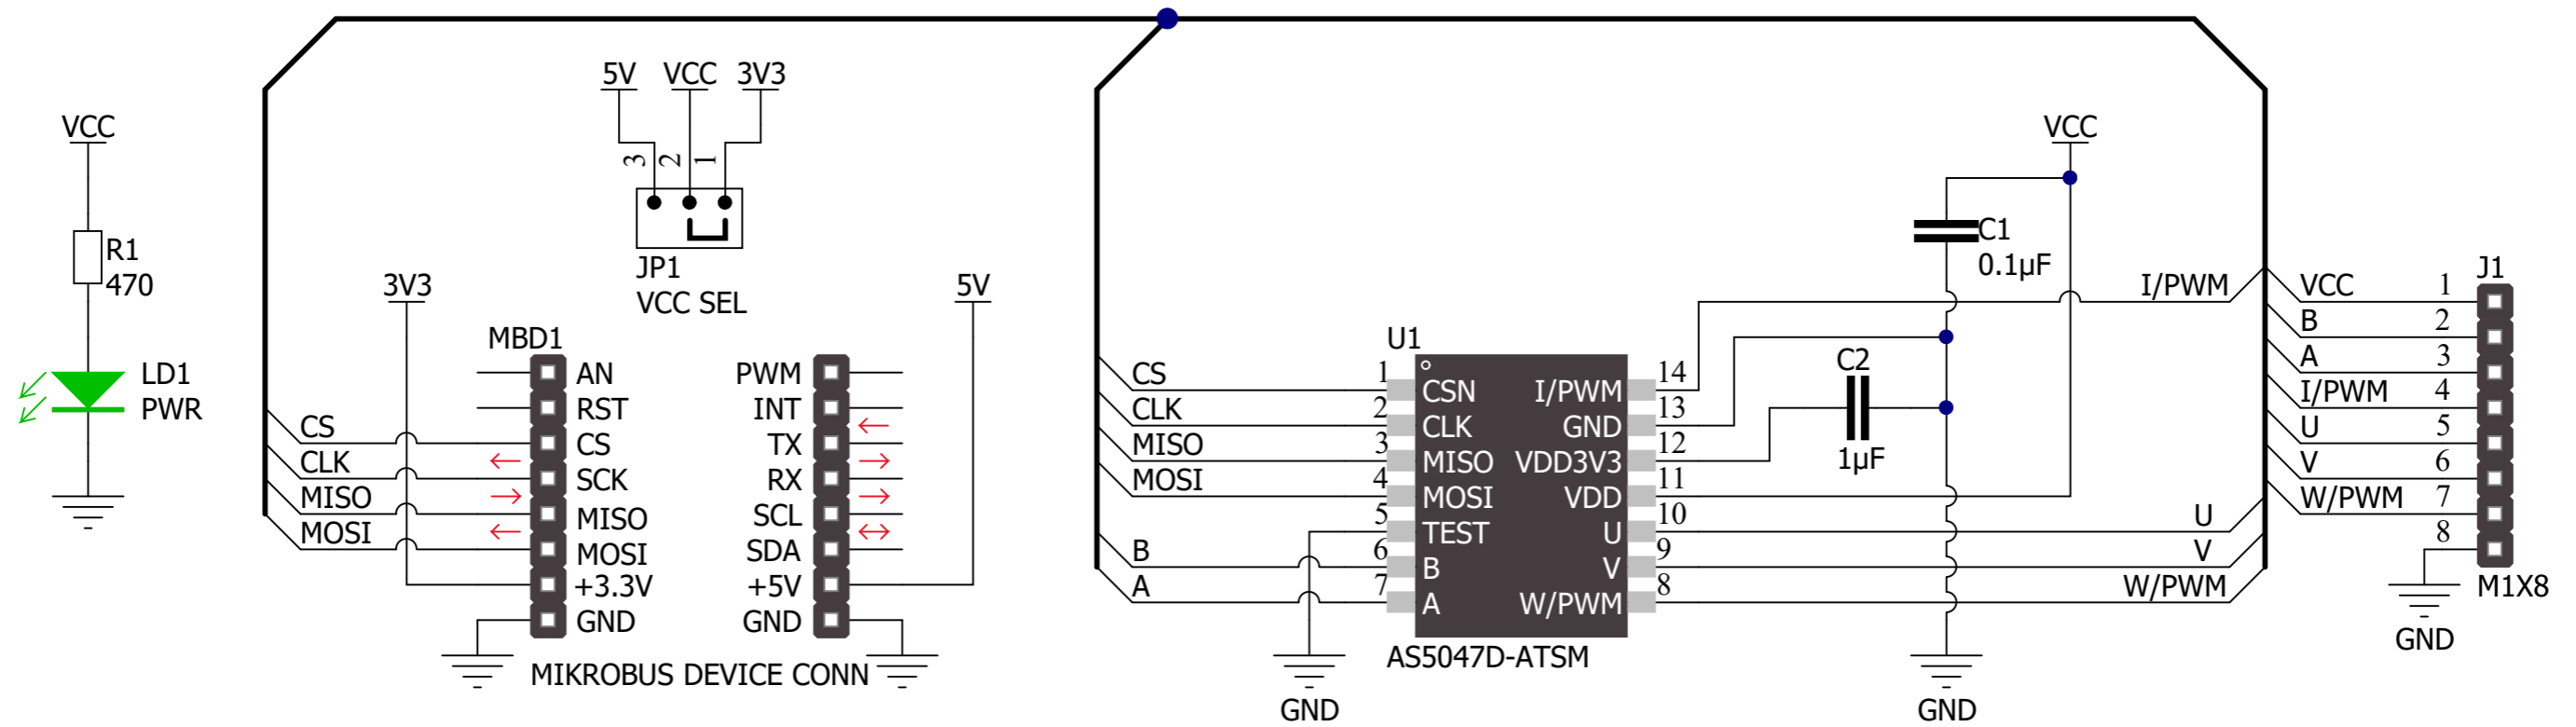 VCC
R1
470
LD1
PWR
5V VCC 3V3
3 2 1
JP1
VCC SEL
3V3
5V
MBD1
AN
RST
CS CS
CLK SCK
MISO MISO
MOSI MOSI
+3.3V
GND
PWM
INT
TX
RX
SCL
SDA
+5V
GND
MIKROBUS DEVICE CONN
U1
CS 1 CSN
CLK 2 CLK
MISO 3 MISO
MOSI 4 MOSI
5 TEST
B 6 B
A 7 A
I/PWM 14
GND 13
VDD3V3 12
VDD 11
U 10
V 9
W/PWM 8
AS5047D-ATSM
GND
VCC
C1
0.1µF
C2
1µF
I/PWM
U
V
W/PWM
GND
J1
VCC 1
B 2
A 3
I/PWM 4
U 5
V 6
W/PWM 7
8
M1X8
GND